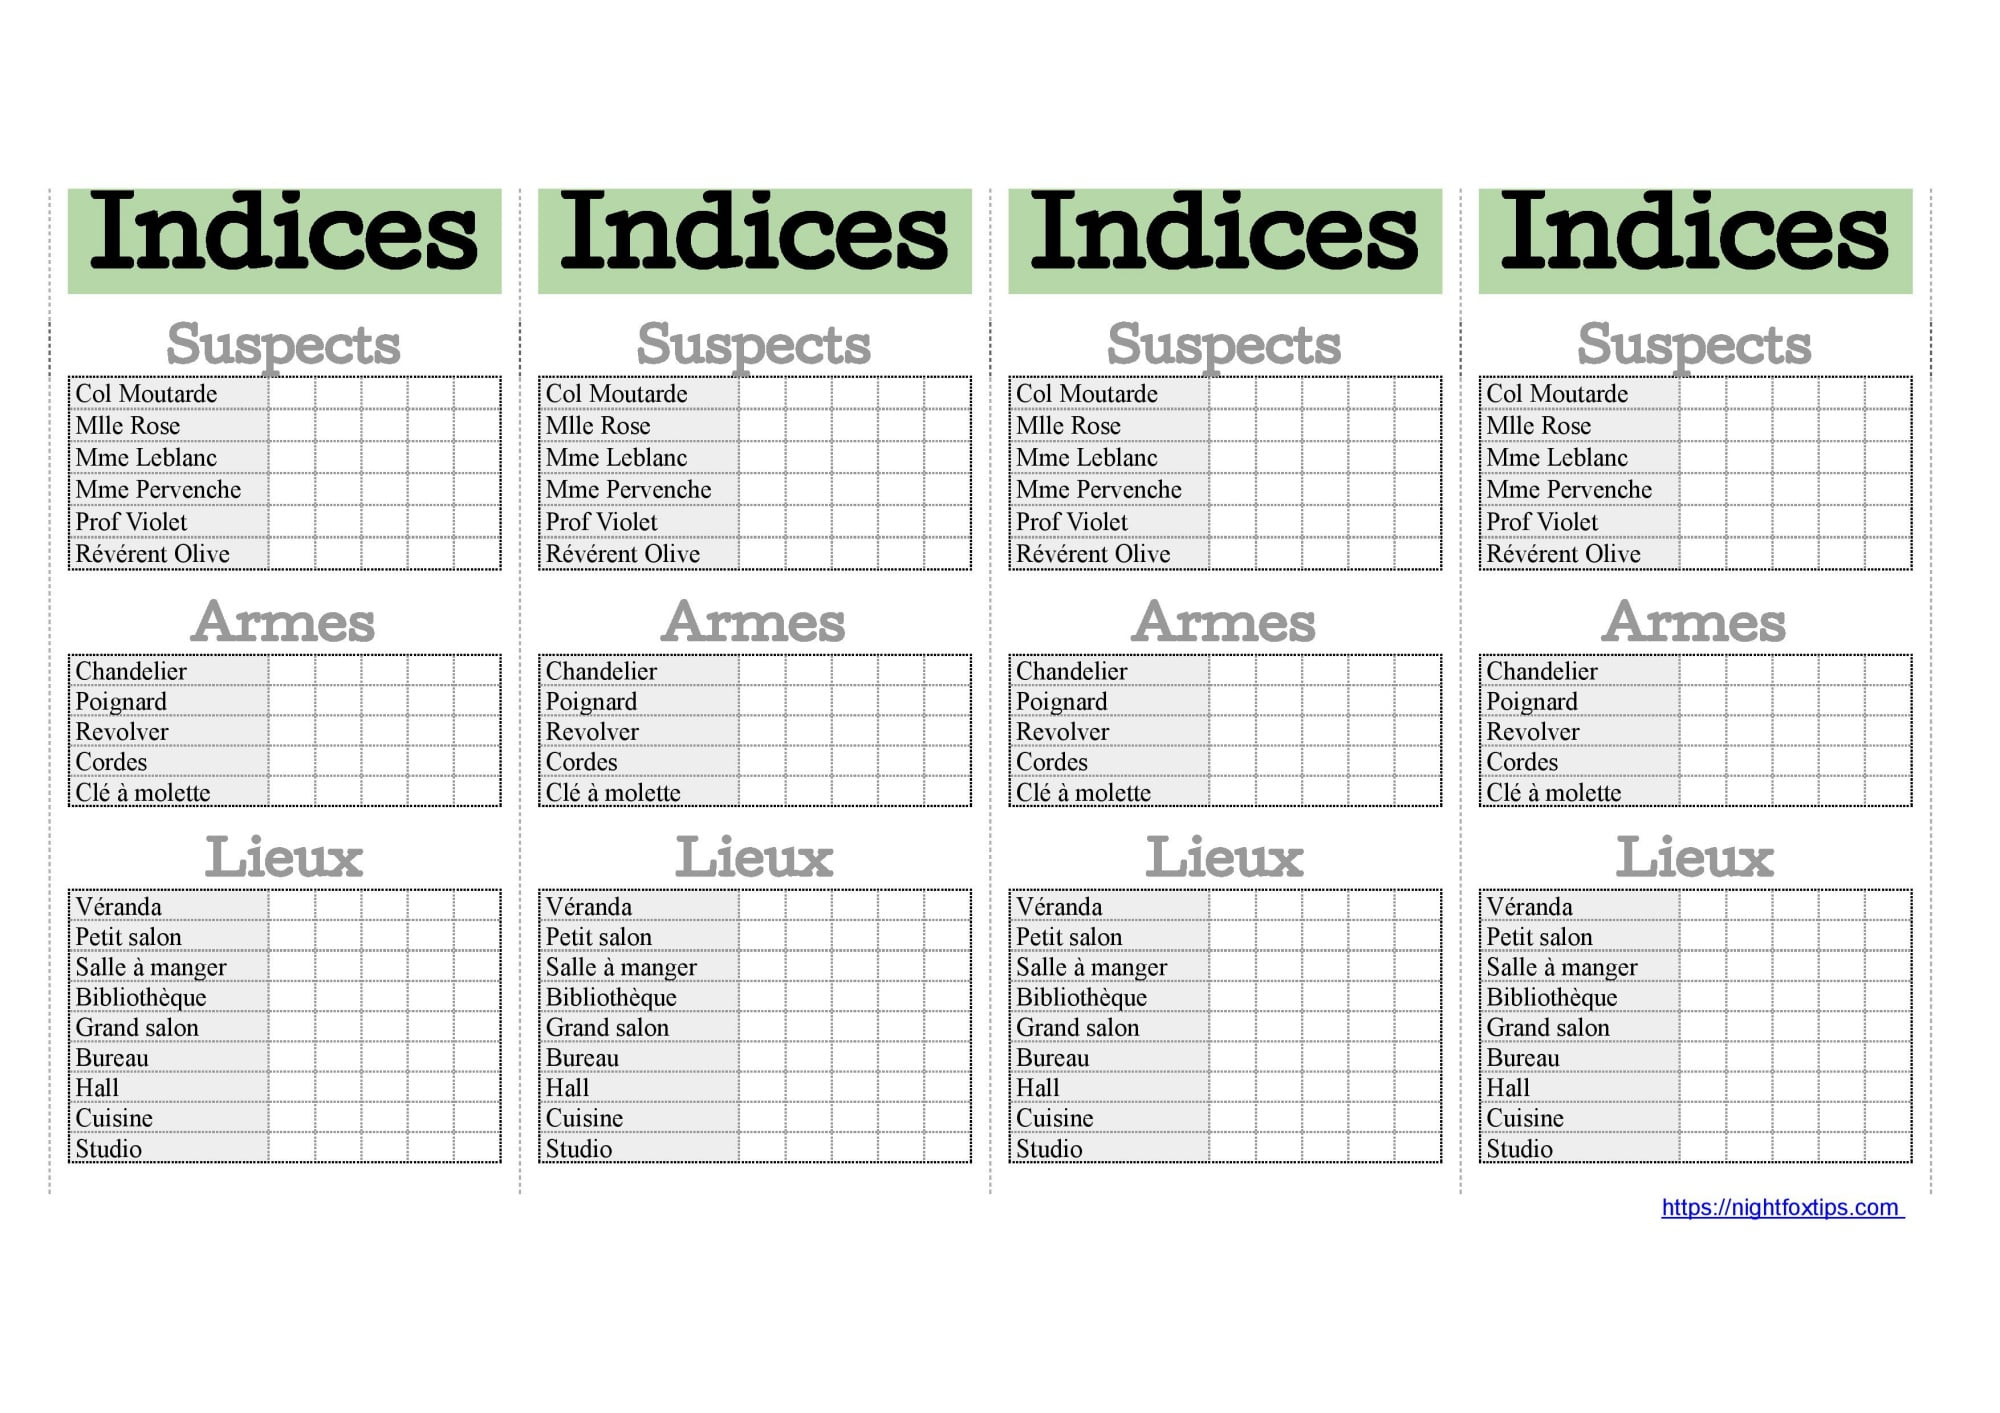 Indices
Suspects
Col Moutarde
Mlle Rose
Mme Leblanc
Mme Pervenche
Prof Violet
Révérent Olive
Armes
Chandelier
Poignard
Revolver
Cordes
Clé à molette
Lieux
Véranda
Petit salon
Salle à manger
Bibliothèque
Grand salon
Bureau
Hall
Cuisine
Studio
Indices
Suspects
Col Moutarde
Mlle Rose
Mme Leblanc
Mme Pervenche
Prof Violet
Révérent Olive
Armes
Chandelier
Poignard
Revolver
Cordes
Clé à molette
Lieux
Véranda
Petit salon
Salle à manger
Bibliothèque
Grand salon
Bureau
Hall
Cuisine
Studio
Indices
Suspects
Col Moutarde
Mlle Rose
Mme Leblanc
Mme Pervenche
Prof Violet
Révérent Olive
Armes
Chandelier
Poignard
Revolver
Cordes
Clé à molette
Lieux
Véranda
Petit salon
Salle à manger
Bibliothèque
Grand salon
Bureau
Hall
Cuisine
Studio
Indices
Suspects
Col Moutarde
Mlle Rose
Mme Leblanc
Mme Pervenche
Prof Violet
Révérent Olive
Armes
Chandelier
Poignard
Revolver
Cordes
Clé à molette
Lieux
Véranda
Petit salon
Salle à manger
Bibliothèque
Grand salon
Bureau
Hall
Cuisine
Studio
https://nightfoxtips.com